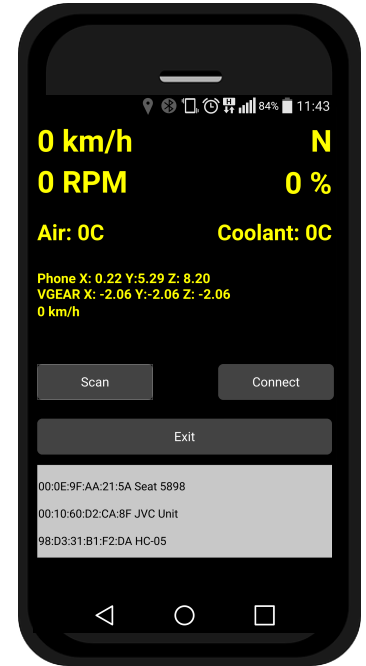 84% 11:43
0 km/h N
0 RPM 0 %
Air: 0C Coolant: 0C
Phone X: 0.22 Y:5.29 Z: 8.20
VGEAR X: -2.06 Y:-2.06 Z: -2.06
0 km/h
Scan Connect
Exit
00:0E:9F:AA:21:5A Seat 5898
00:10:60:D2:CA:8F JVC Unit
98:D3:31:B1:F2:DA HC-05